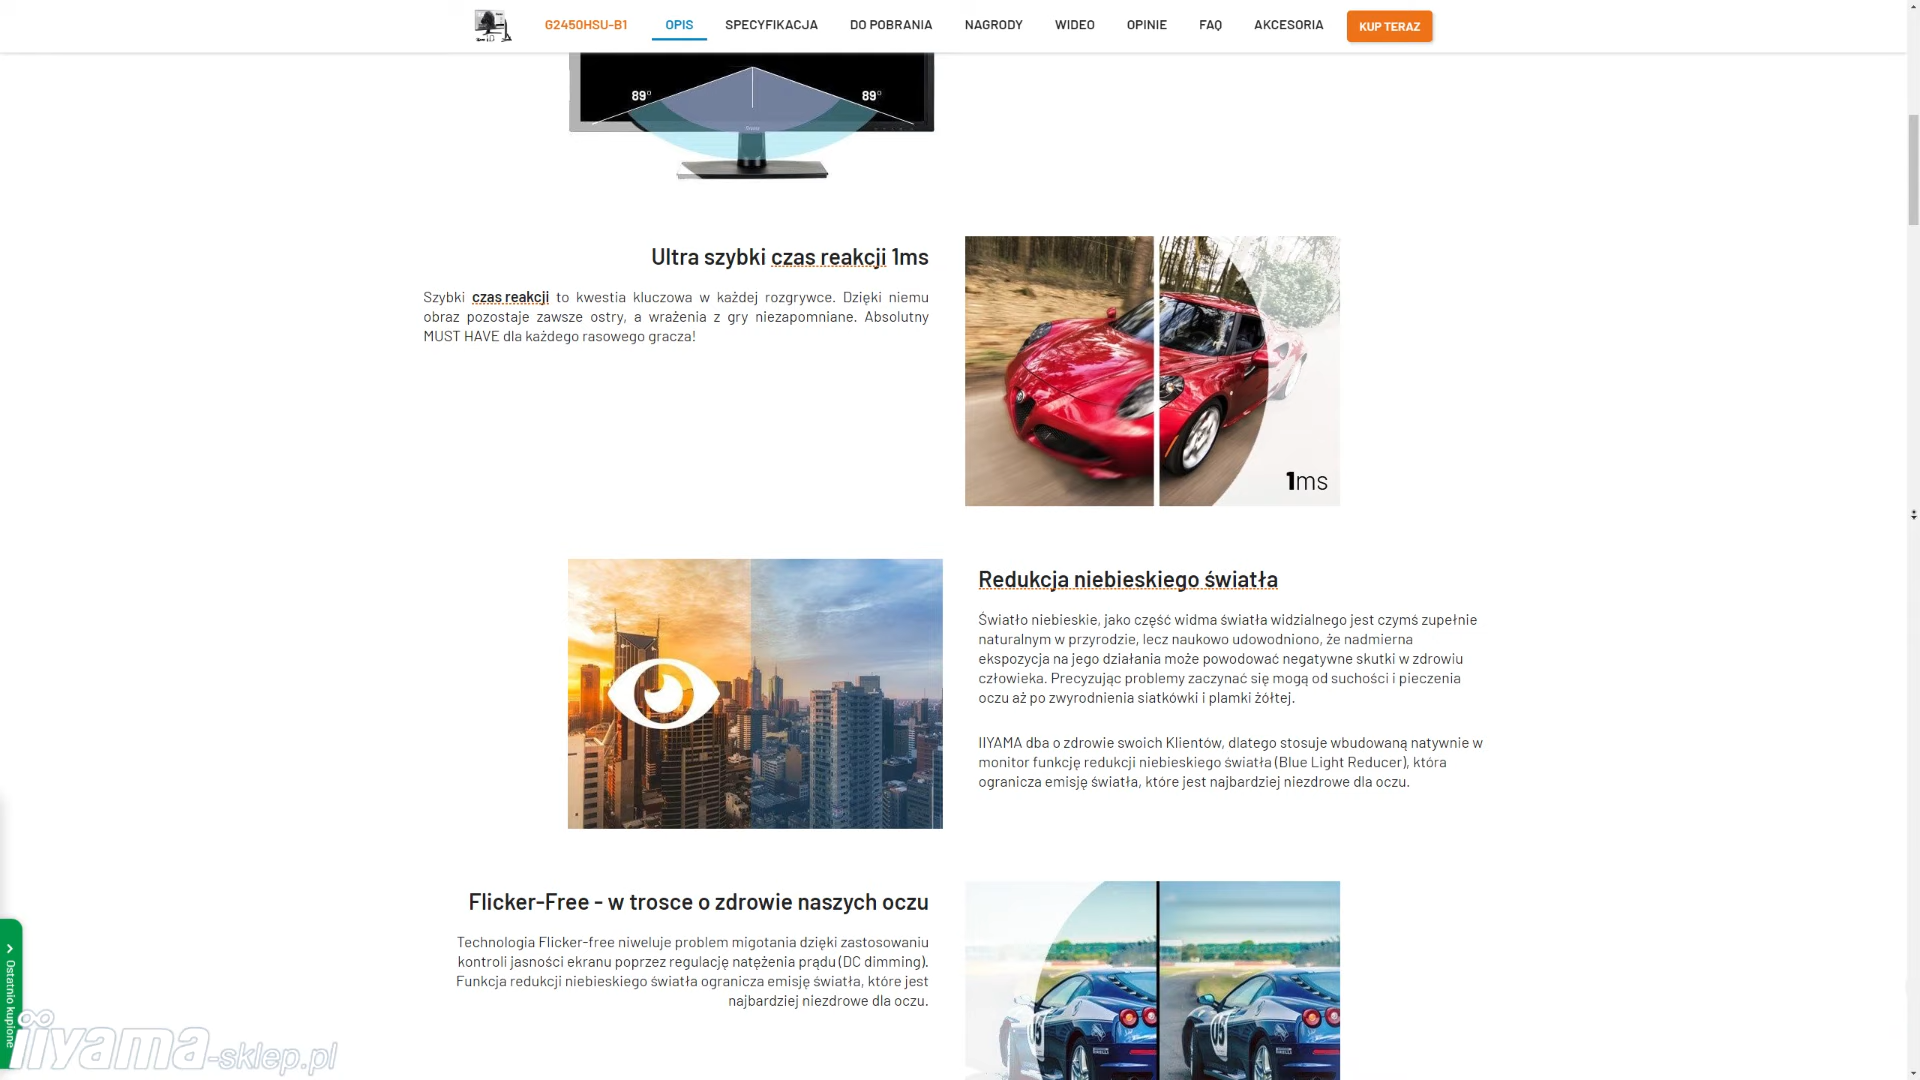 G2450HSU-B1 OPIS SPECYFIKACJA DO POBRANIA NAGRODY WIDEO OPINIE FAQ AKCESORIA KUP TERAZ
89° 89°
Ultra szybki czas reakcji 1ms
Szybki czas reakcji to kwestia kluczowa w każdej rozgrywce. Dzięki niemu
obraz pozostaje zawsze ostry, a wrażenia z gry niezapomniane. Absolutny
MUST HAVE dla każdego rasowego gracza!
1ms
Redukcja niebieskiego światła
Światło niebieskie, jako część widma światła widzialnego jest czymś zupełnie
naturalnym w przyrodzie, lecz naukowo udowodniono, że nadmierna
ekspozycja na jego działania może powodować negatywne skutki w zdrowiu
człowieka. Precyzując problemy zaczynać się mogą od suchości i pieczenia
oczu aż po zwyrodnienia siatkówki i plamki żółtej.
IIYAMA dba o zdrowie swoich Klientów, dlatego stosuje wbudowaną natywnie w
monitor funkcję redukcji niebieskiego światła (Blue Light Reducer), która
ogranicza emisję światła, które jest najbardziej niezdrowe dla oczu.
Flicker-Free - w trosce o zdrowie naszych oczu
Technologia Flicker-free niweluje problem migotania dzięki zastosowaniu
kontroli jasności ekranu poprzez regulację natężenia prądu (DC dimming).
Funkcja redukcji niebieskiego światła ogranicza emisję światła, które jest
najbardziej niezdrowe dla oczu.
Ostatnio kupione
iiyama-sklep.pl